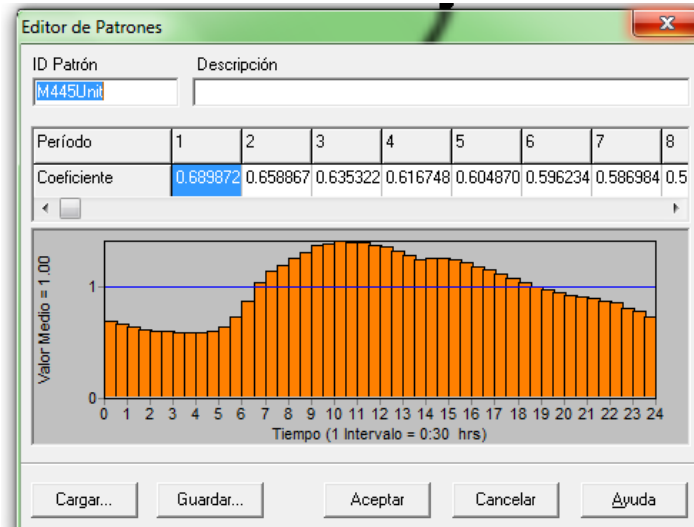 Editor de Patrones
x
ID Patrón Descripción
M445Unit
Período 1 2 3 4 5 6 7 8
Coeficiente 0.689872 0.658867 0.635322 0.616748 0.604870 0.596234 0.586984 0.5
Valor Medio = 1.00
1
0
0 1 2 3 4 5 6 7 8 9 10 11 12 13 14 15 16 17 18 19 20 21 22 23 24
Tiempo (1 Intervalo = 0:30 hrs)
Cargar... Guardar... Aceptar Cancelar Ayuda